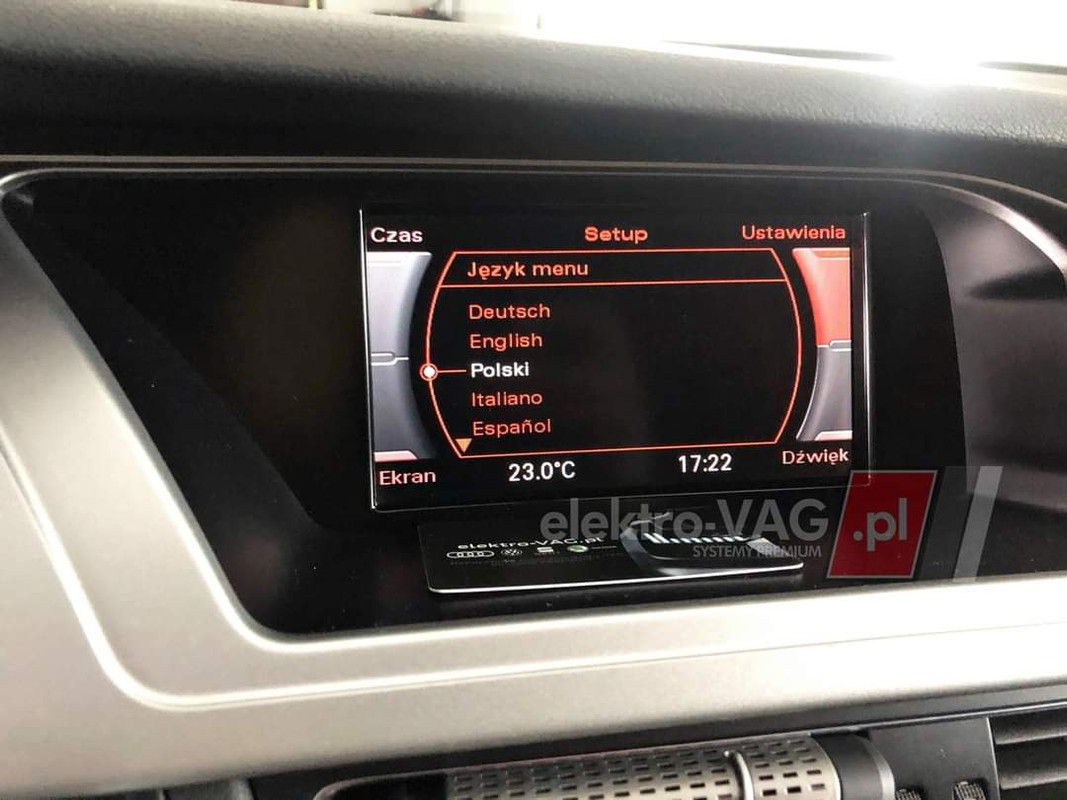 Czas Setup Ustawienia
Język menu
Deutsch
English
Polski
Italiano
Español
Ekran 23.0°C 17:22 Dźwięk
elektro-VAG .pl
SYSTEMY PREMIUM
elektro-VAG.pl